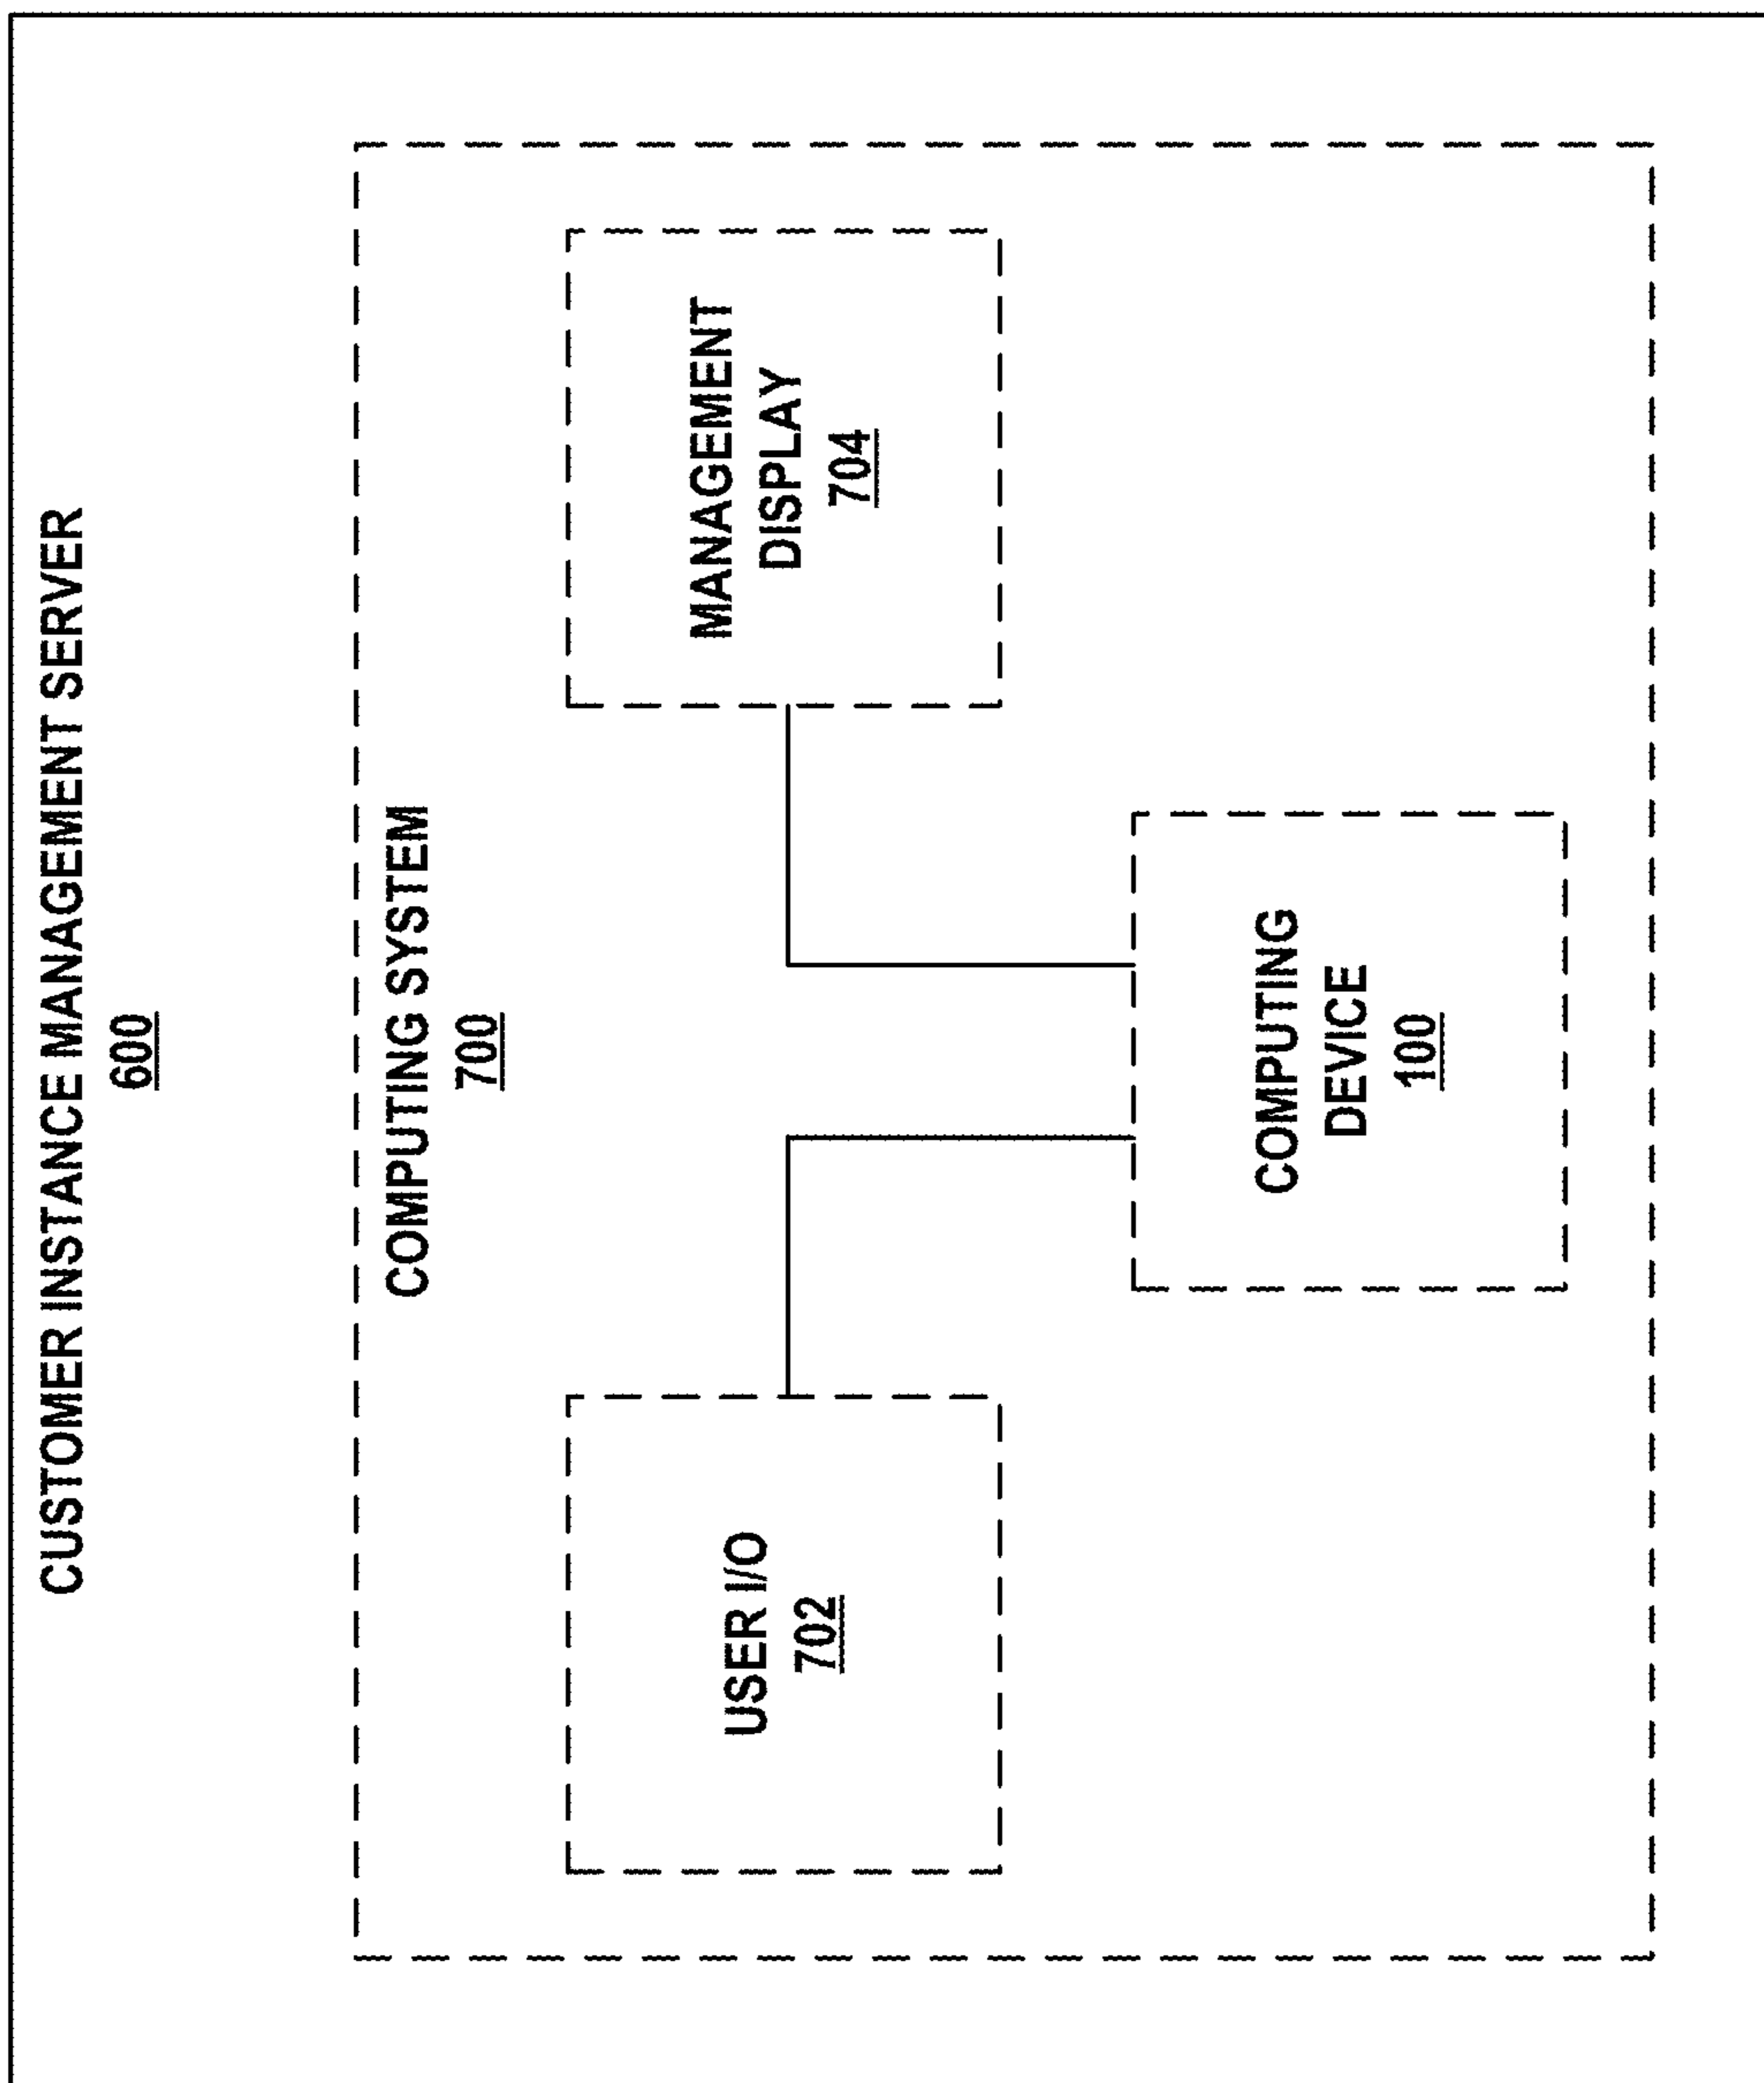 CUSTOMER INSTANCE MANAGEMENT SERVER
600
COMPUTING SYSTEM
700
USER I/O
702
MANAGEMENT
DISPLAY
704
COMPUTING
DEVICE
100